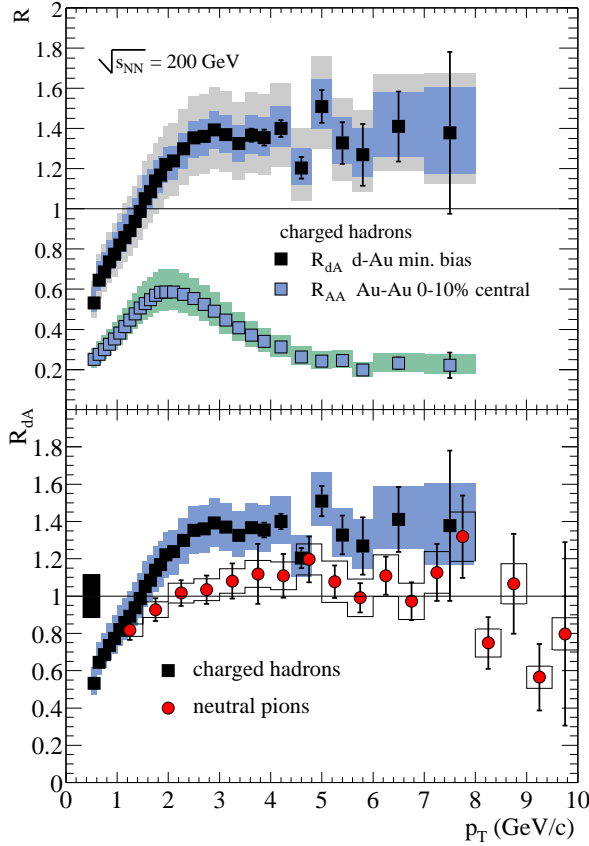 R
2
1.8
√s_NN = 200 GeV
1.6
1.4
1.2
1
charged hadrons
0.8
R_dA d-Au min. bias
0.6
R_AA Au-Au 0-10% central
0.4
0.2
R_dA
1.8
1.6
1.4
1.2
1
0.8
0.6
charged hadrons
0.4
neutral pions
0.2
0
0 1 2 3 4 5 6 7 8 9 10
p_T (GeV/c)